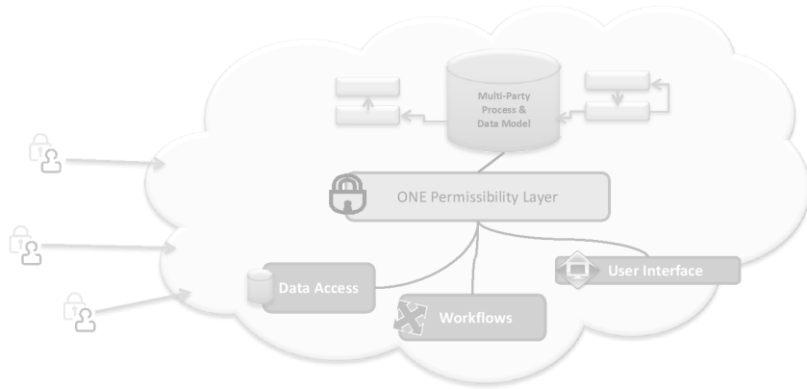 Multi-Party
Process &
Data Model
ONE Permissibility Layer
User Interface
Data Access
Workflows